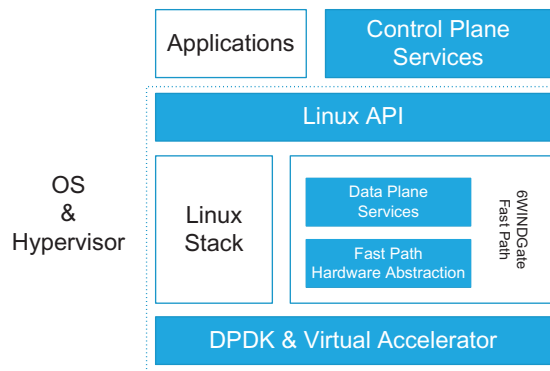 Applications
Control Plane
Services
Linux API
OS
&
Hypervisor
Linux
Stack
Data Plane
Services
Fast Path
Hardware Abstraction
6WINDGate
Fast Path
DPDK & Virtual Accelerator